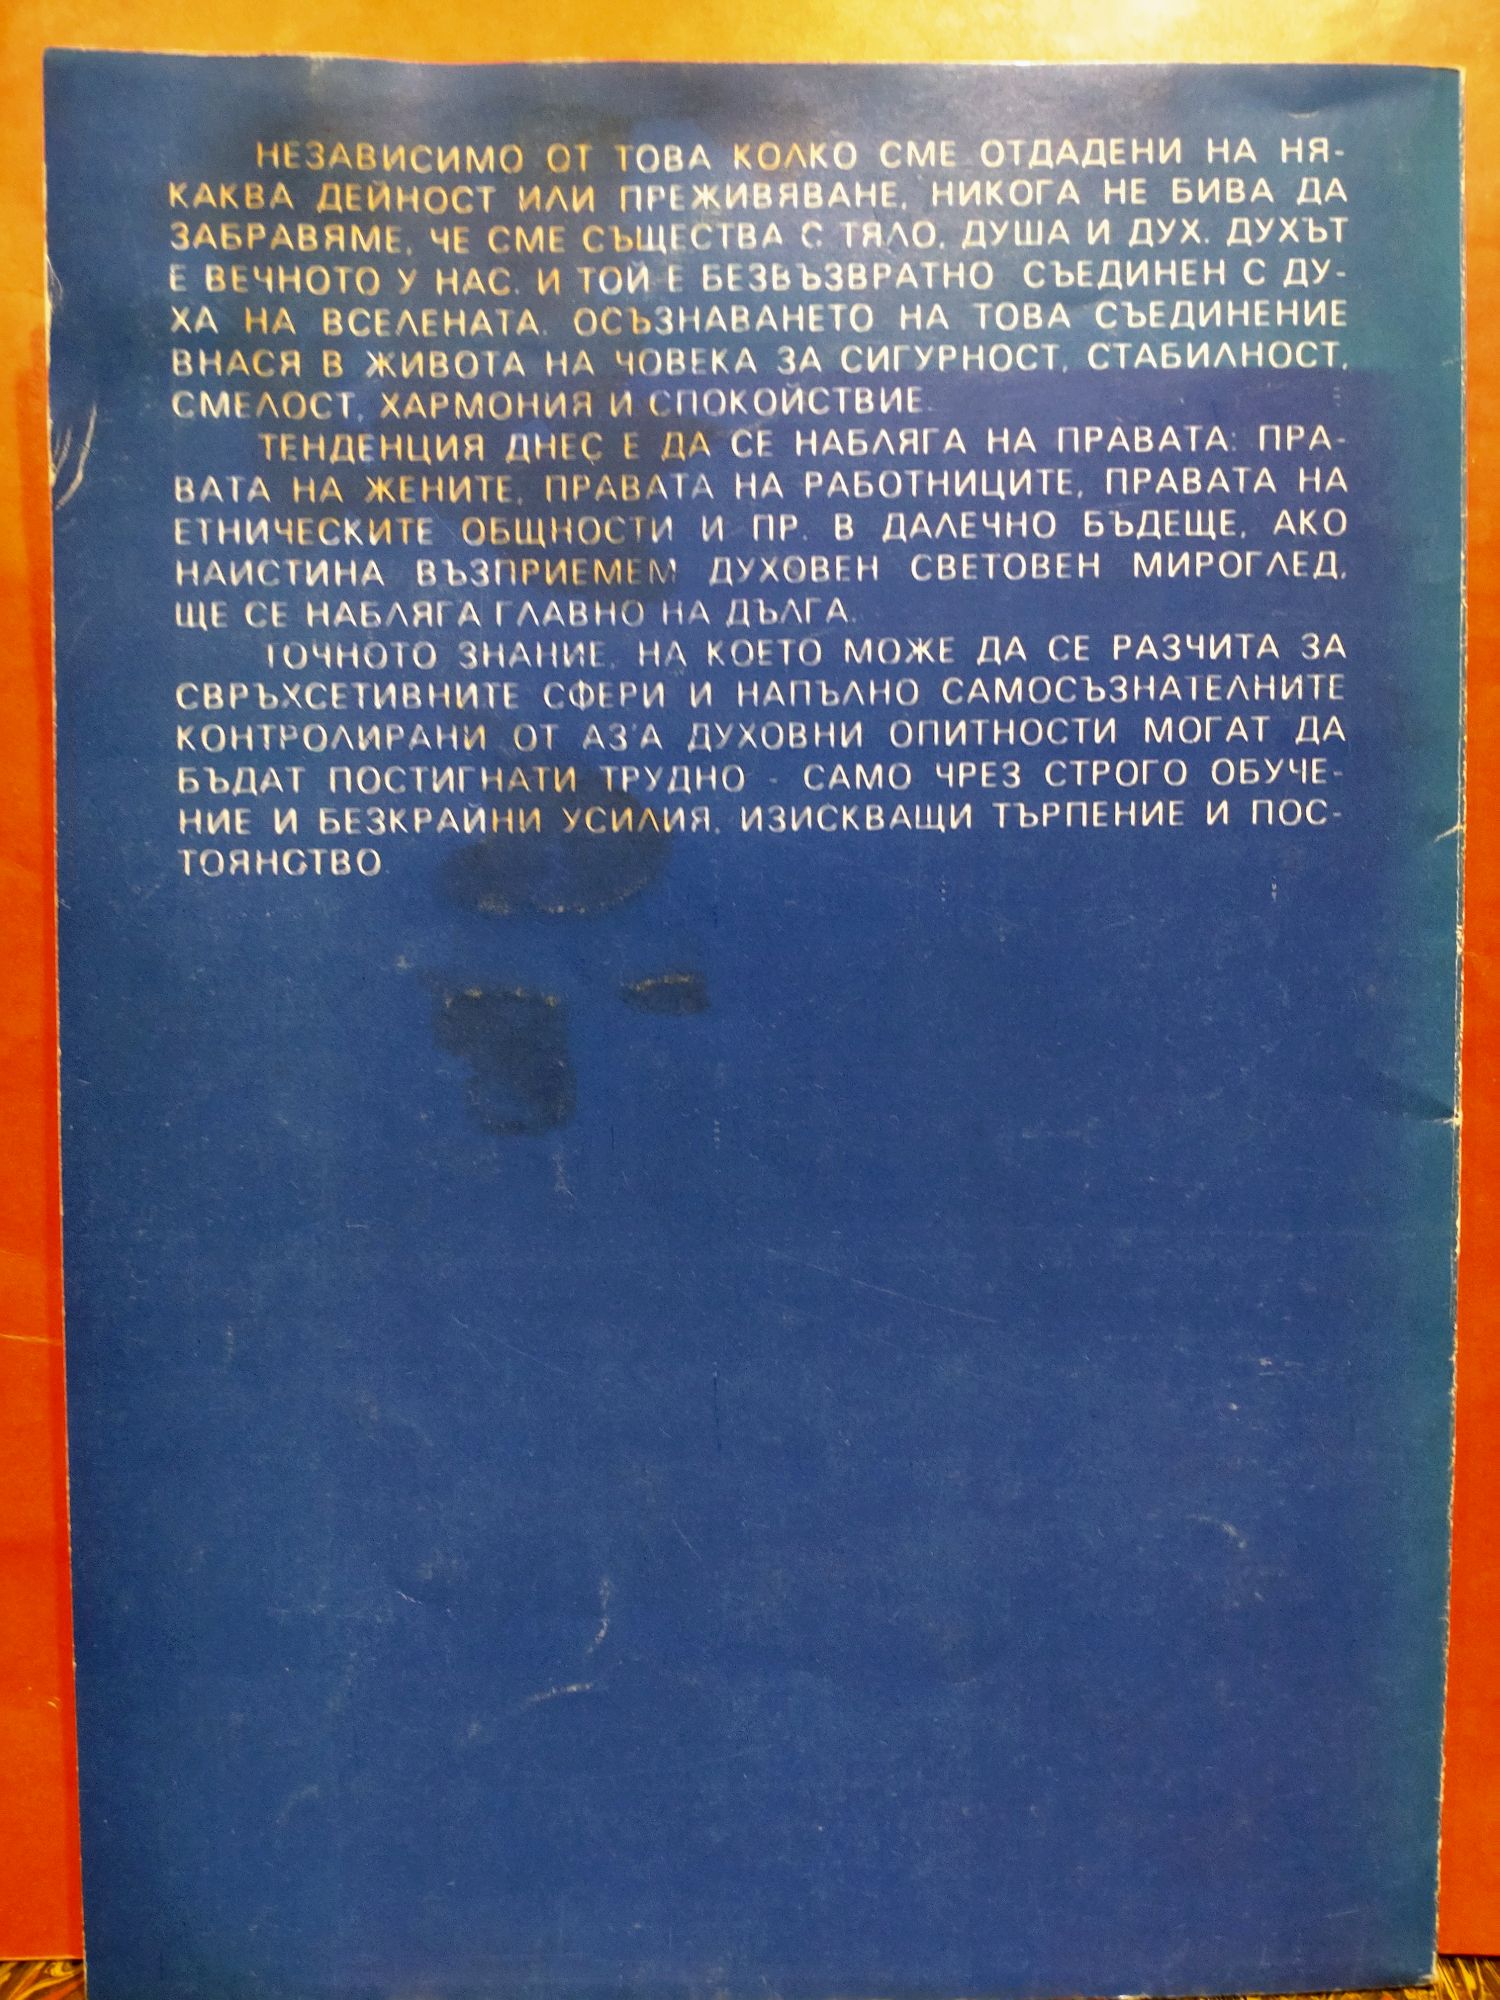 НЕЗАВИСИМО ОТ ТОВА КОЛКО СМЕ ОТДАДЕНИ НА НЯ-
КАКВА ДЕЙНОСТ ИЛИ ПРЕЖИВЯВАНЕ, НИКОГА НЕ БИВА ДА
ЗАБРАВЯМЕ, ЧЕ СМЕ СЪЩЕСТВА С ТЯЛО, ДУША И ДУХ. ДУХЪТ
Е ВЕЧНОТО У НАС. И ТОЙ Е БЕЗВЪЗВРАТНО СЪЕДИНЕН С ДУ-
ХА НА ВСЕЛЕНАТА. ОСЪЗНАВАНЕТО НА ТОВА СЪЕДИНЕНИЕ
ВНАСЯ В ЖИВОТА НА ЧОВЕКА ЗА СИГУРНОСТ, СТАБИЛНОСТ,
СМЕЛОСТ, ХАРМОНИЯ И СПОКОЙСТВИЕ.
ТЕНДЕНЦИЯ ДНЕС Е ДА СЕ НАБЛЯГА НА ПРАВАТА: ПРА-
ВАТА НА ЖЕНИТЕ, ПРАВАТА НА РАБОТНИЦИТЕ, ПРАВАТА НА
ЕТНИЧЕСКИТЕ ОБЩНОСТИ И ПР. В ДАЛЕЧНО БЪДЕЩЕ, АКО
НАИСТИНА ВЪЗПРИЕМЕМ ДУХОВЕН СВЕТОВЕН МИРОГЛЕД,
ЩЕ СЕ НАБЛЯГА ГЛАВНО НА ДЪЛГА.
ТОЧНОТО ЗНАНИЕ, НА КОЕТО МОЖЕ ДА СЕ РАЗЧИТА ЗА
СВРЪХСЕТИВНИТЕ СФЕРИ И НАПЪЛНО САМОСЪЗНАТЕЛНИТЕ
КОНТРОЛИРАНИ ОТ АЗ'А ДУХОВНИ ОПИТНОСТИ МОГАТ ДА
БЪДАТ ПОСТИГНАТИ ТРУДНО - САМО ЧРЕЗ СТРОГО ОБУЧЕ-
НИЕ И БЕЗКРАЙНИ УСИЛИЯ, ИЗИСКВАЩИ ТЪРПЕНИЕ И ПОС-
ТОЯНСТВО.